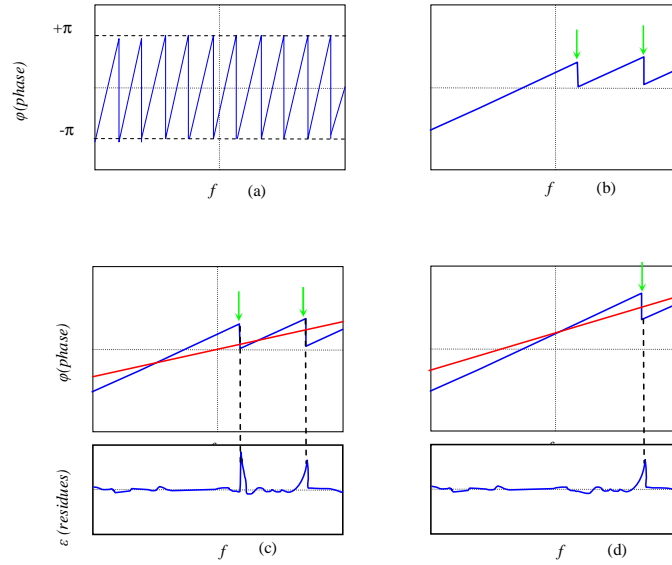 +π
φ(phase)
-π
f (a)
f (b)
φ(phase)
ε (residues)
f (c)
f (d)